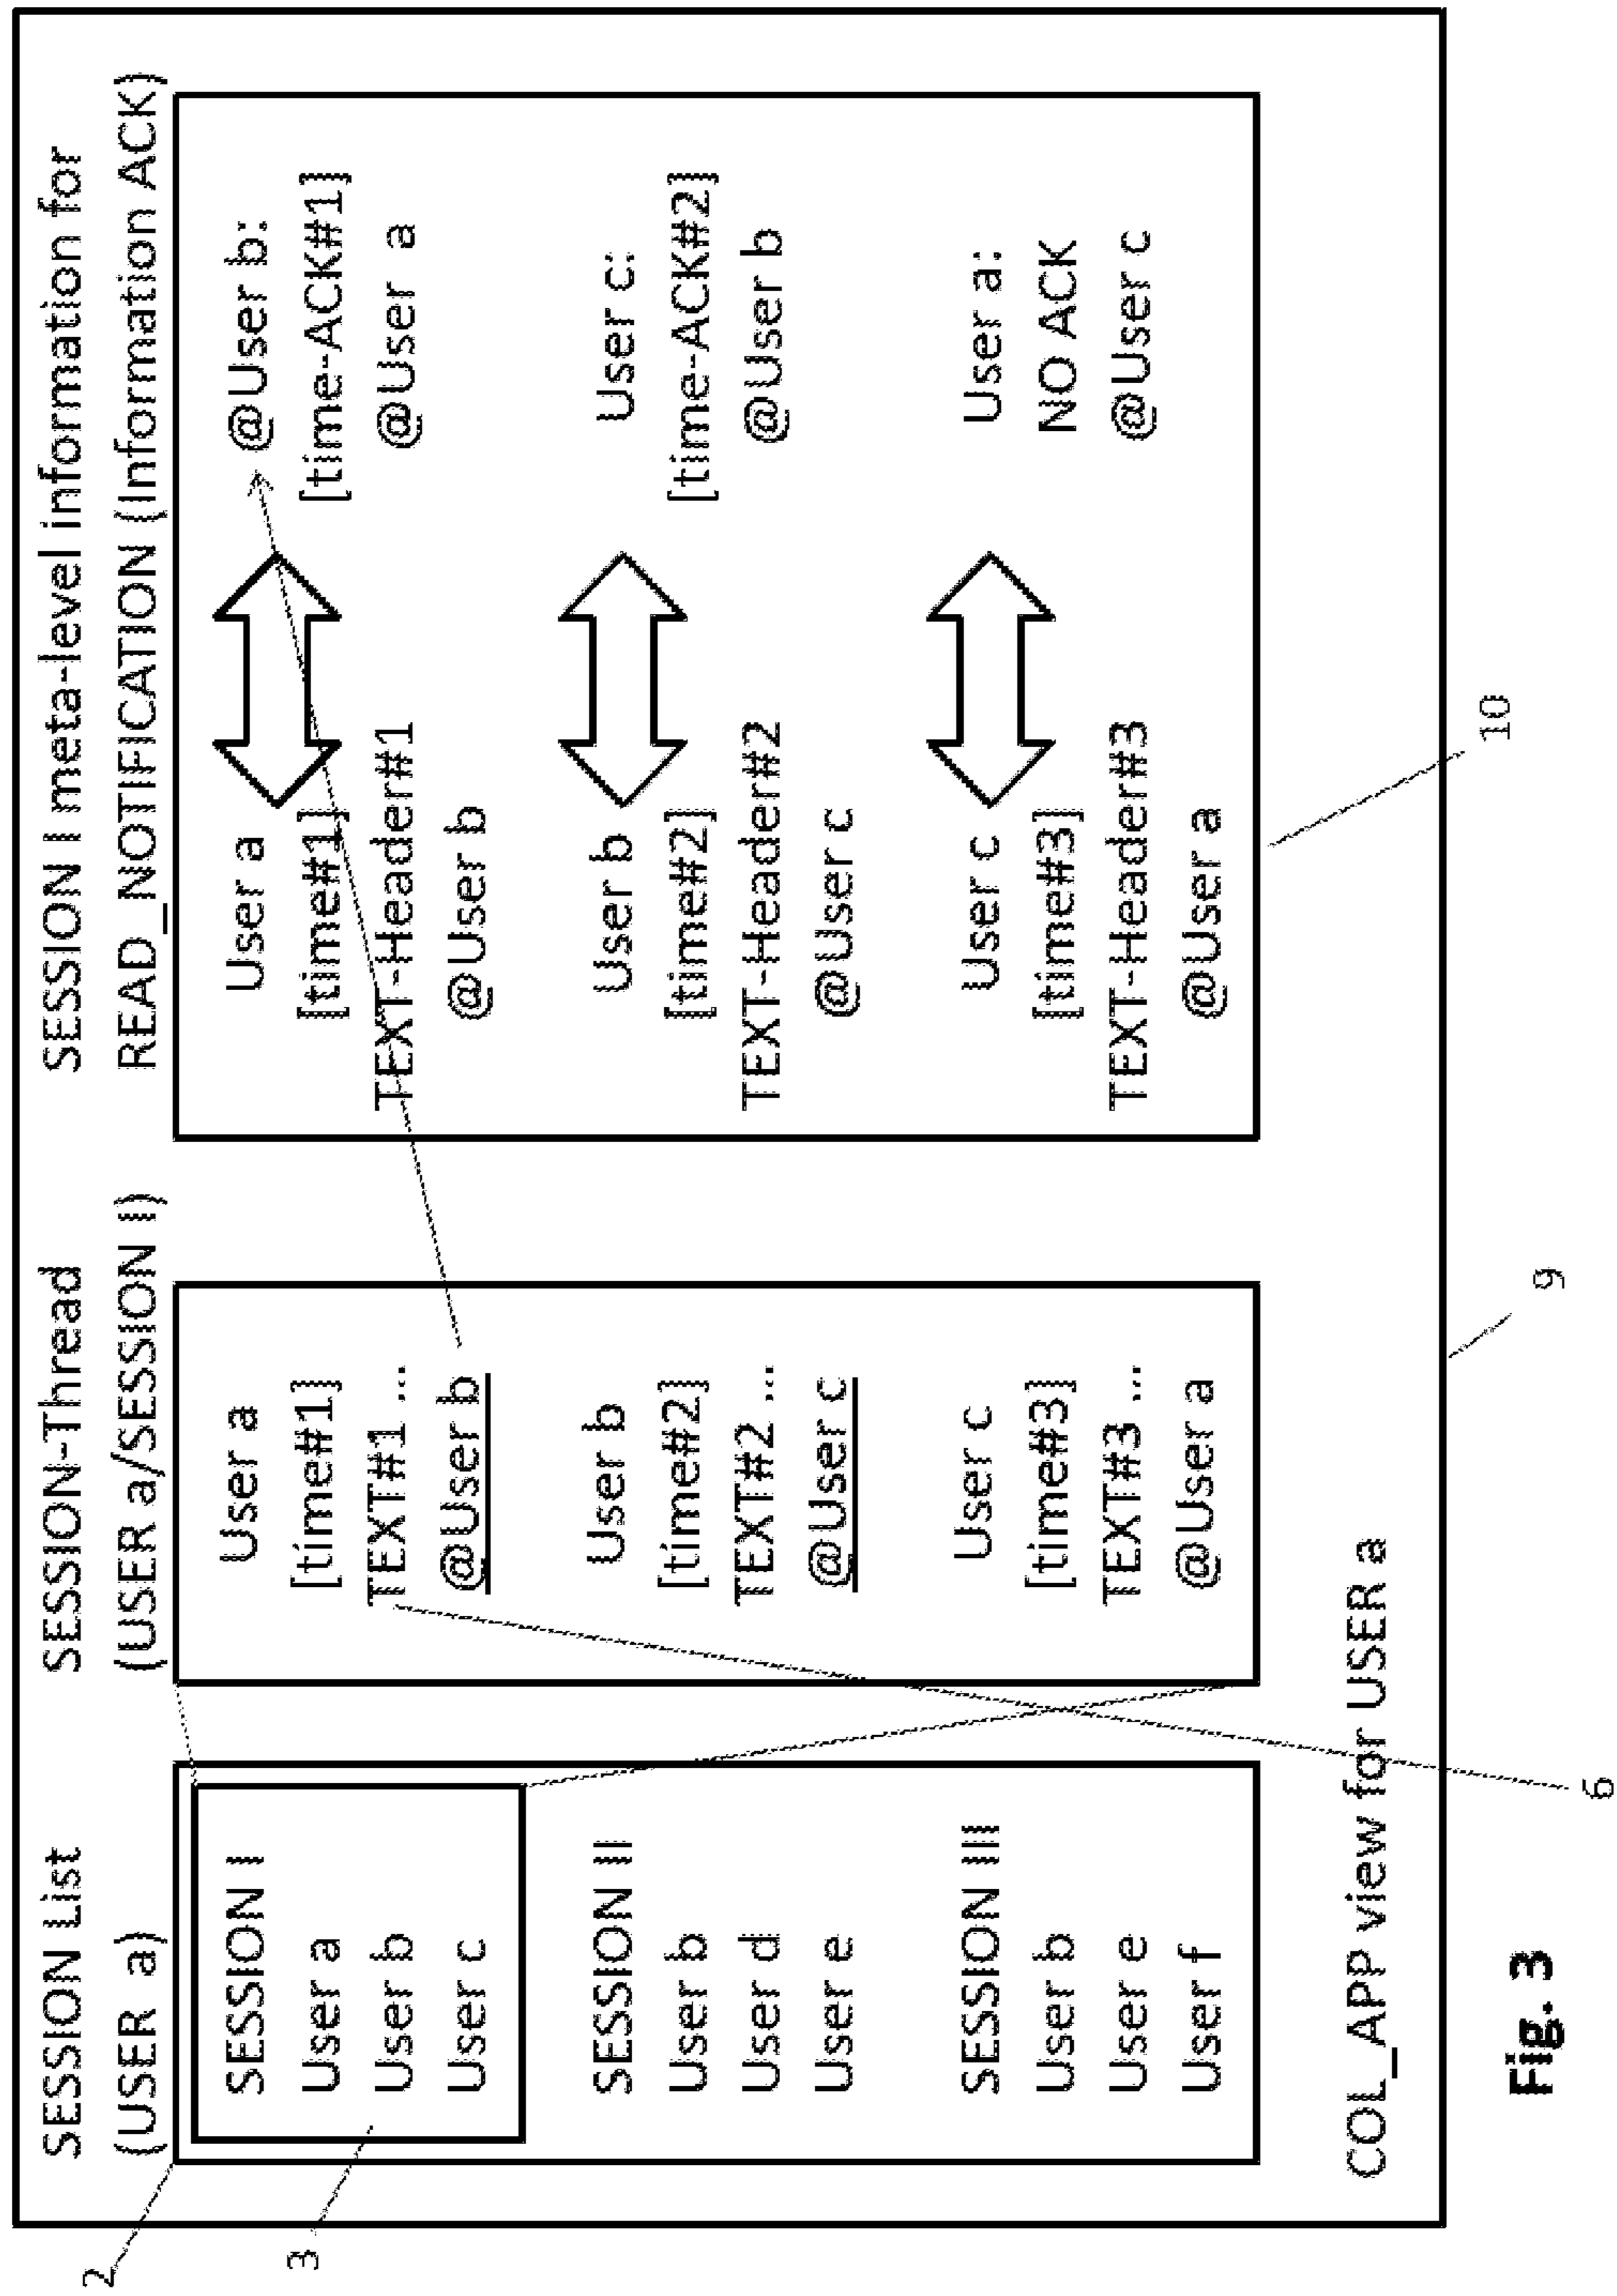 SESSION List
(USER a)
SESSION I
User a
User b
User c
SESSION II
User b
User d
User e
SESSION III
User b
User e
User f
SESSION-Thread
(USER a/SESSION I)
User a
[time#1]
TEXT#1 ...
@User b
User b
[time#2]
TEXT#2 ...
@User c
User c
[time#3]
TEXT#3 ...
@User a
SESSION I meta-level information for
READ_NOTIFICATION (Information ACK)
User a
[time#1]
TEXT-Header#1
@User b
@User b:
[time-ACK#1]
@User a
User b
[time#2]
TEXT-Header#2
@User c
User c:
[time-ACK#2]
@User b
User c
[time#3]
TEXT-Header#3
@User a
User a:
NO ACK
@User c
COL_APP view for USER a
2
3
6
9
10
Fig. 3